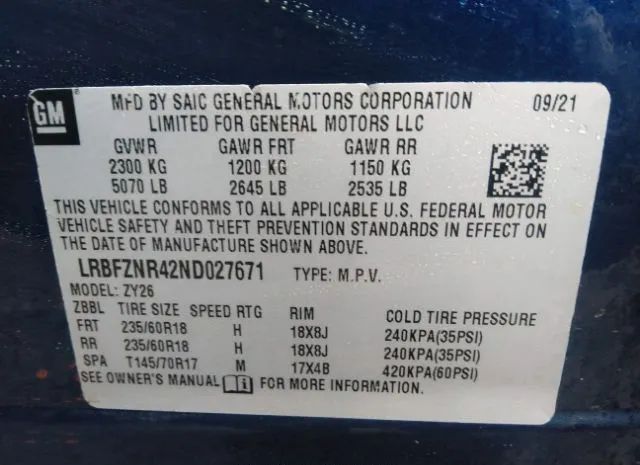 GM
MFD BY SAIC GENERAL MOTORS CORPORATION 09/21
LIMITED FOR GENERAL MOTORS LLC
GVWR GAWR FRT GAWR RR
2300 KG 1200 KG 1150 KG
5070 LB 2645 LB 2535 LB
THIS VEHICLE CONFORMS TO ALL APPLICABLE U.S. FEDERAL MOTOR
VEHICLE SAFETY AND THEFT PREVENTION STANDARDS IN EFFECT ON
THE DATE OF MANUFACTURE SHOWN ABOVE.
LRBFZNR42ND027671 TYPE: M.P.V.
MODEL: ZY26
ZBBL TIRE SIZE SPEED RTG RIM COLD TIRE PRESSURE
FRT 235/60R18 H 18X8J 240KPA(35PSI)
RR 235/60R18 H 18X8J 240KPA(35PSI)
SPA T145/70R17 M 17X4B 420KPA(60PSI)
SEE OWNER'S MANUAL i FOR MORE INFORMATION.